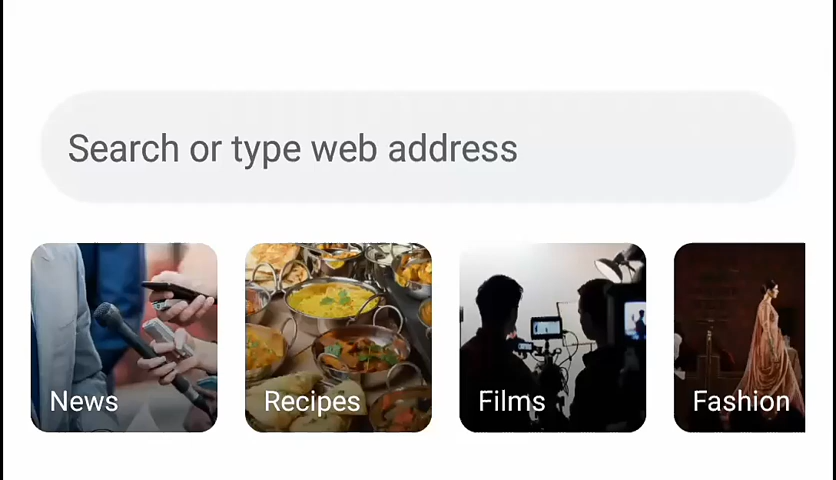 Search or type web address
News
Recipes
Films
Fashion